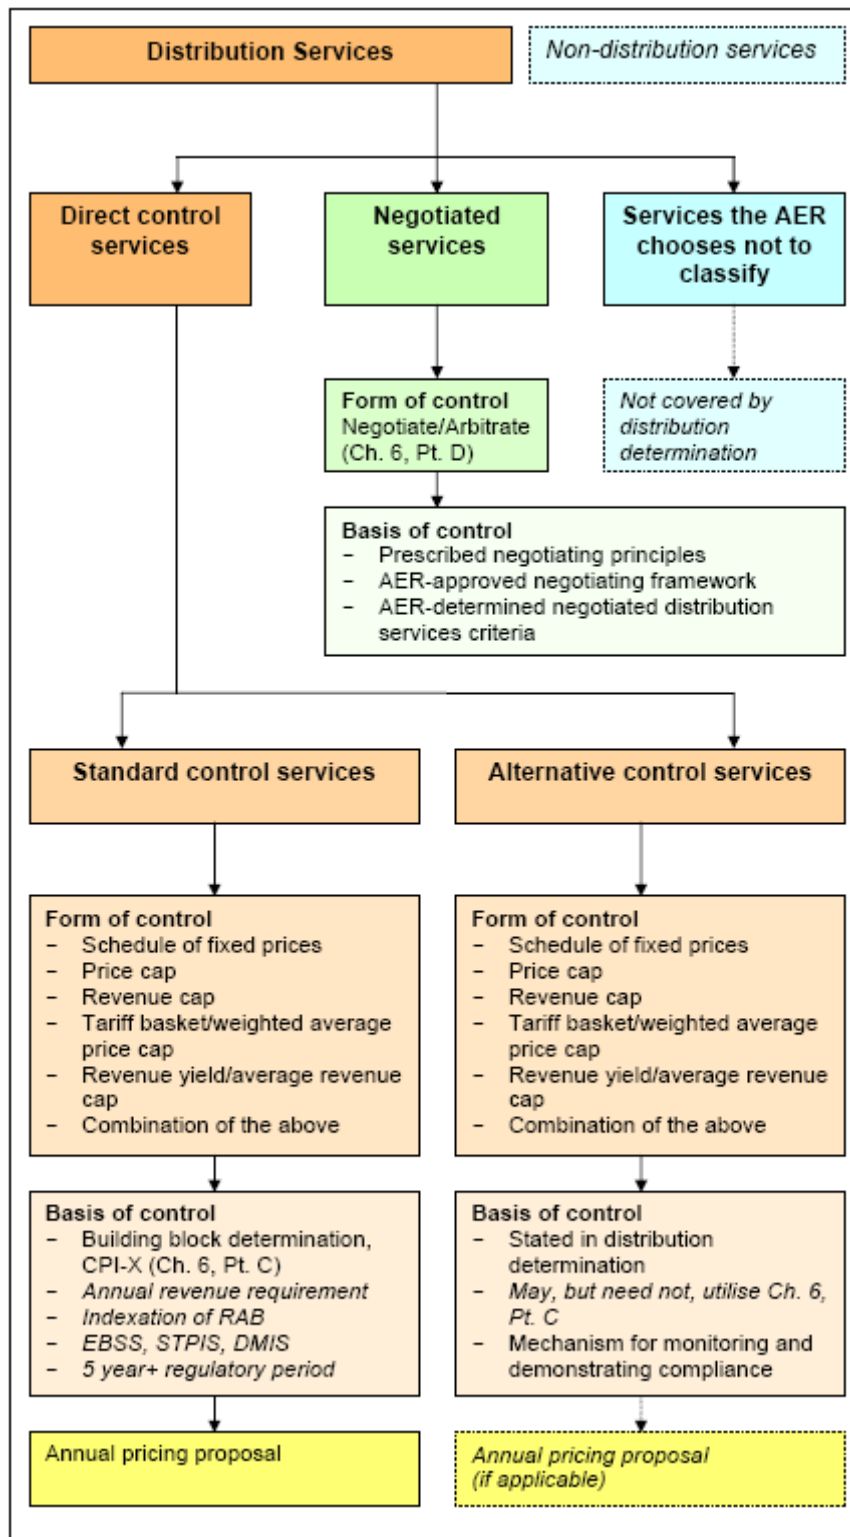 Distribution Services
Non-distribution services
Direct control
services
Negotiated
services
Services the AER
chooses not to
classify
Form of control
Negotiate/Arbitrate
(Ch. 6, Pt. D)
Not covered by
distribution
determination
Basis of control
− Prescribed negotiating principles
− AER-approved negotiating framework
− AER-determined negotiated distribution
services criteria
Standard control services
Alternative control services
Form of control
− Schedule of fixed prices
− Price cap
− Revenue cap
− Tariff basket/weighted average
price cap
− Revenue yield/average revenue
cap
− Combination of the above
Form of control
− Schedule of fixed prices
− Price cap
− Revenue cap
− Tariff basket/weighted average
price cap
− Revenue yield/average revenue
cap
− Combination of the above
Basis of control
− Building block determination,
CPI-X (Ch. 6, Pt. C)
− Annual revenue requirement
− Indexation of RAB
− EBSS, STPIS, DMIS
− 5 year+ regulatory period
Basis of control
− Stated in distribution
determination
− May, but need not, utilise Ch. 6,
Pt. C
− Mechanism for monitoring and
demonstrating compliance
Annual pricing proposal
Annual pricing proposal
(if applicable)